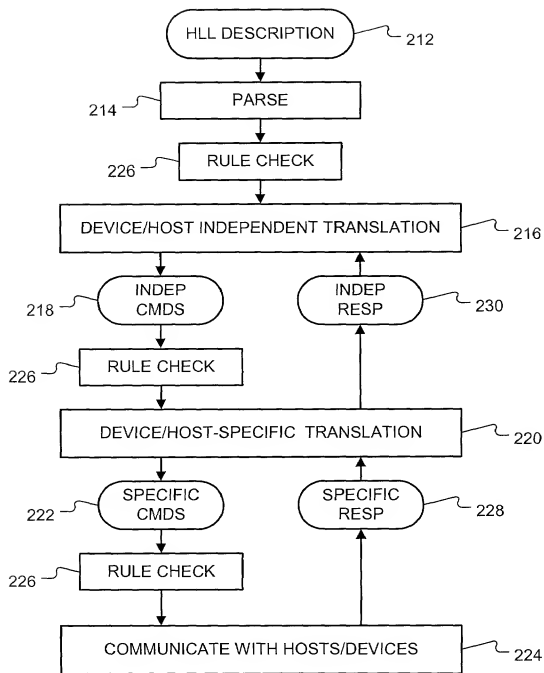 HLL DESCRIPTION
212
PARSE
214
RULE CHECK
226
DEVICE/HOST INDEPENDENT TRANSLATION
216
INDEP
CMDS
218
INDEP
RESP
230
RULE CHECK
226
DEVICE/HOST-SPECIFIC TRANSLATION
220
SPECIFIC
CMDS
222
SPECIFIC
RESP
228
RULE CHECK
226
COMMUNICATE WITH HOSTS/DEVICES
224